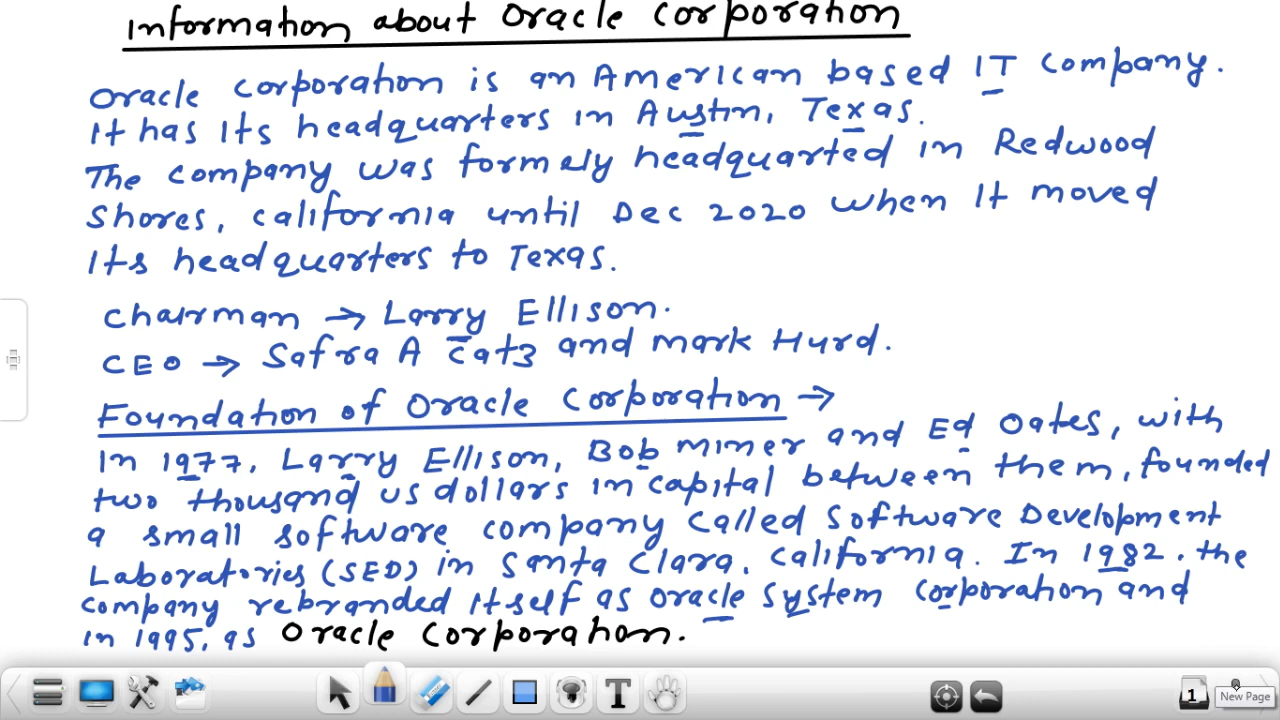 Information about Oracle Corporation
Oracle corporation is an American based IT company.
It has Its headquarters in Austin, Texas.
The company was formely headquarted in Redwood
Shores, california until Dec 2020 when It moved
Its headquarters to Texas.
Chairman → Larry Ellison.
CEO → Safra A Catz and mark Hurd.
Foundation of Oracle Corporation →
In 1977, Larry Ellison, Bob Miner and Ed Oates, with
two thousand us dollars in capital between them, founded
a small software company called Software Development
Laboratories (SED) in Santa Clara, California. In 1982, the
company rebranded Itself as Oracle System Corporation and
in 1995, as Oracle Corporation.
T
1
New Page